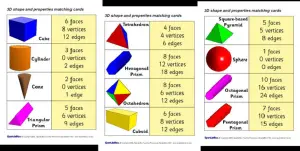 3D shape and properties matching cards
Cube
6 faces
8 vertices
12 edges
Cylinder
3 faces
0 vertices
2 edges
Cone
2 faces
0 vertices
1 edge
Triangular
Prism
5 faces
6 vertices
9 edges
3D shape and properties matching cards
Tetrahedron
4 faces
4 vertices
6 edges
Hexagonal
Prism
8 faces
12 vertices
18 edges
Octahedron
8 faces
6 vertices
12 edges
Cuboid
6 faces
8 vertices
12 edges
3D shape and properties matching cards
Square-based
Pyramid
5 faces
5 vertices
8 edges
Sphere
1 faces
0 vertices
0 edges
Octagonal
Prism
10 faces
16 vertices
24 edges
Pentagonal
Prism
7 faces
10 vertices
15 edges